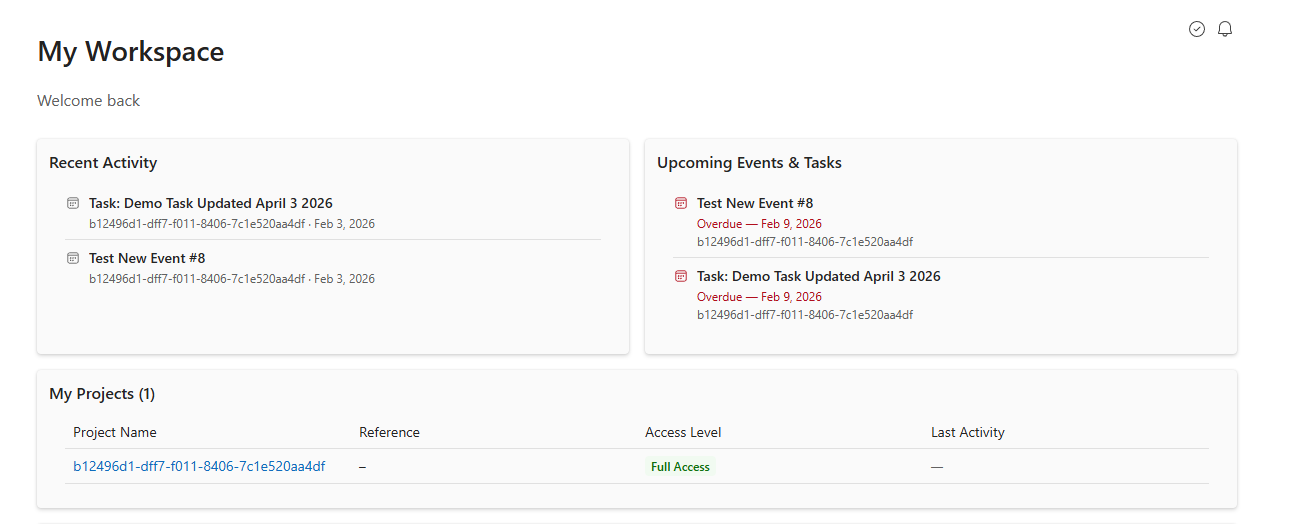 My Workspace
Welcome back
Recent Activity
Task: Demo Task Updated April 3 2026
b12496d1-dff7-f011-8406-7c1e520aa4df · Feb 3, 2026
Test New Event #8
b12496d1-dff7-f011-8406-7c1e520aa4df · Feb 3, 2026
Upcoming Events & Tasks
Test New Event #8
Overdue — Feb 9, 2026
b12496d1-dff7-f011-8406-7c1e520aa4df
Task: Demo Task Updated April 3 2026
Overdue — Feb 9, 2026
b12496d1-dff7-f011-8406-7c1e520aa4df
My Projects (1)
Project Name Reference Access Level Last Activity
b12496d1-dff7-f011-8406-7c1e520aa4df – Full Access —